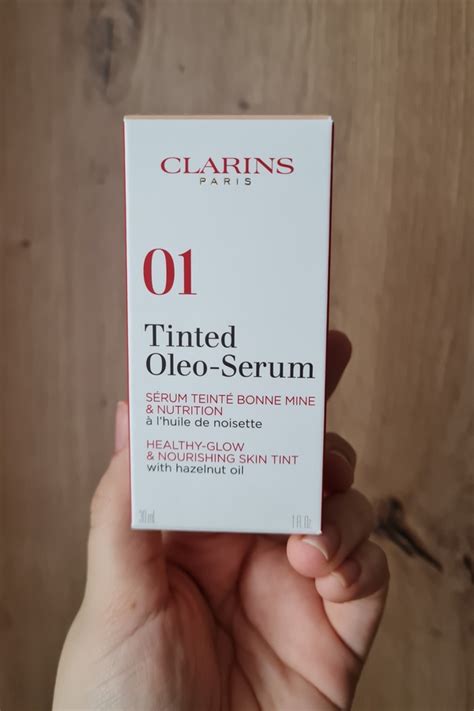 CLARINS
PARIS
01
Tinted
Oleo-Serum
SÉRUM TEINTÉ BONNE MINE
& NUTRITION
à l'huile de noisette
HEALTHY-GLOW
& NOURISHING SKIN TINT
with hazelnut oil
30 mL 1 Fl. Oz.